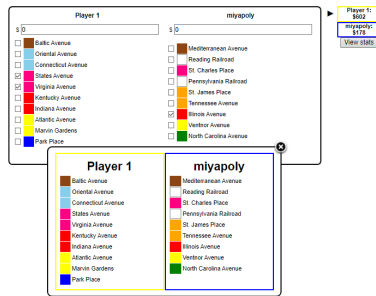 Player 1
$ 0
Baltic Avenue
Oriental Avenue
Connecticut Avenue
States Avenue
Virginia Avenue
Kentucky Avenue
Indiana Avenue
Atlantic Avenue
Marvin Gardens
Park Place
miyapoly
$ 0
Mediterranean Avenue
Reading Railroad
St. Charles Place
Pennsylvania Railroad
St. James Place
Tennessee Avenue
Illinois Avenue
Ventnor Avenue
North Carolina Avenue
Player 1:
$602
miyapoly:
$178
View stats
Player 1
Baltic Avenue
Oriental Avenue
Connecticut Avenue
States Avenue
Virginia Avenue
Kentucky Avenue
Indiana Avenue
Atlantic Avenue
Marvin Gardens
Park Place
miyapoly
Mediterranean Avenue
Reading Railroad
St. Charles Place
Pennsylvania Railroad
St. James Place
Tennessee Avenue
Illinois Avenue
Ventnor Avenue
North Carolina Avenue